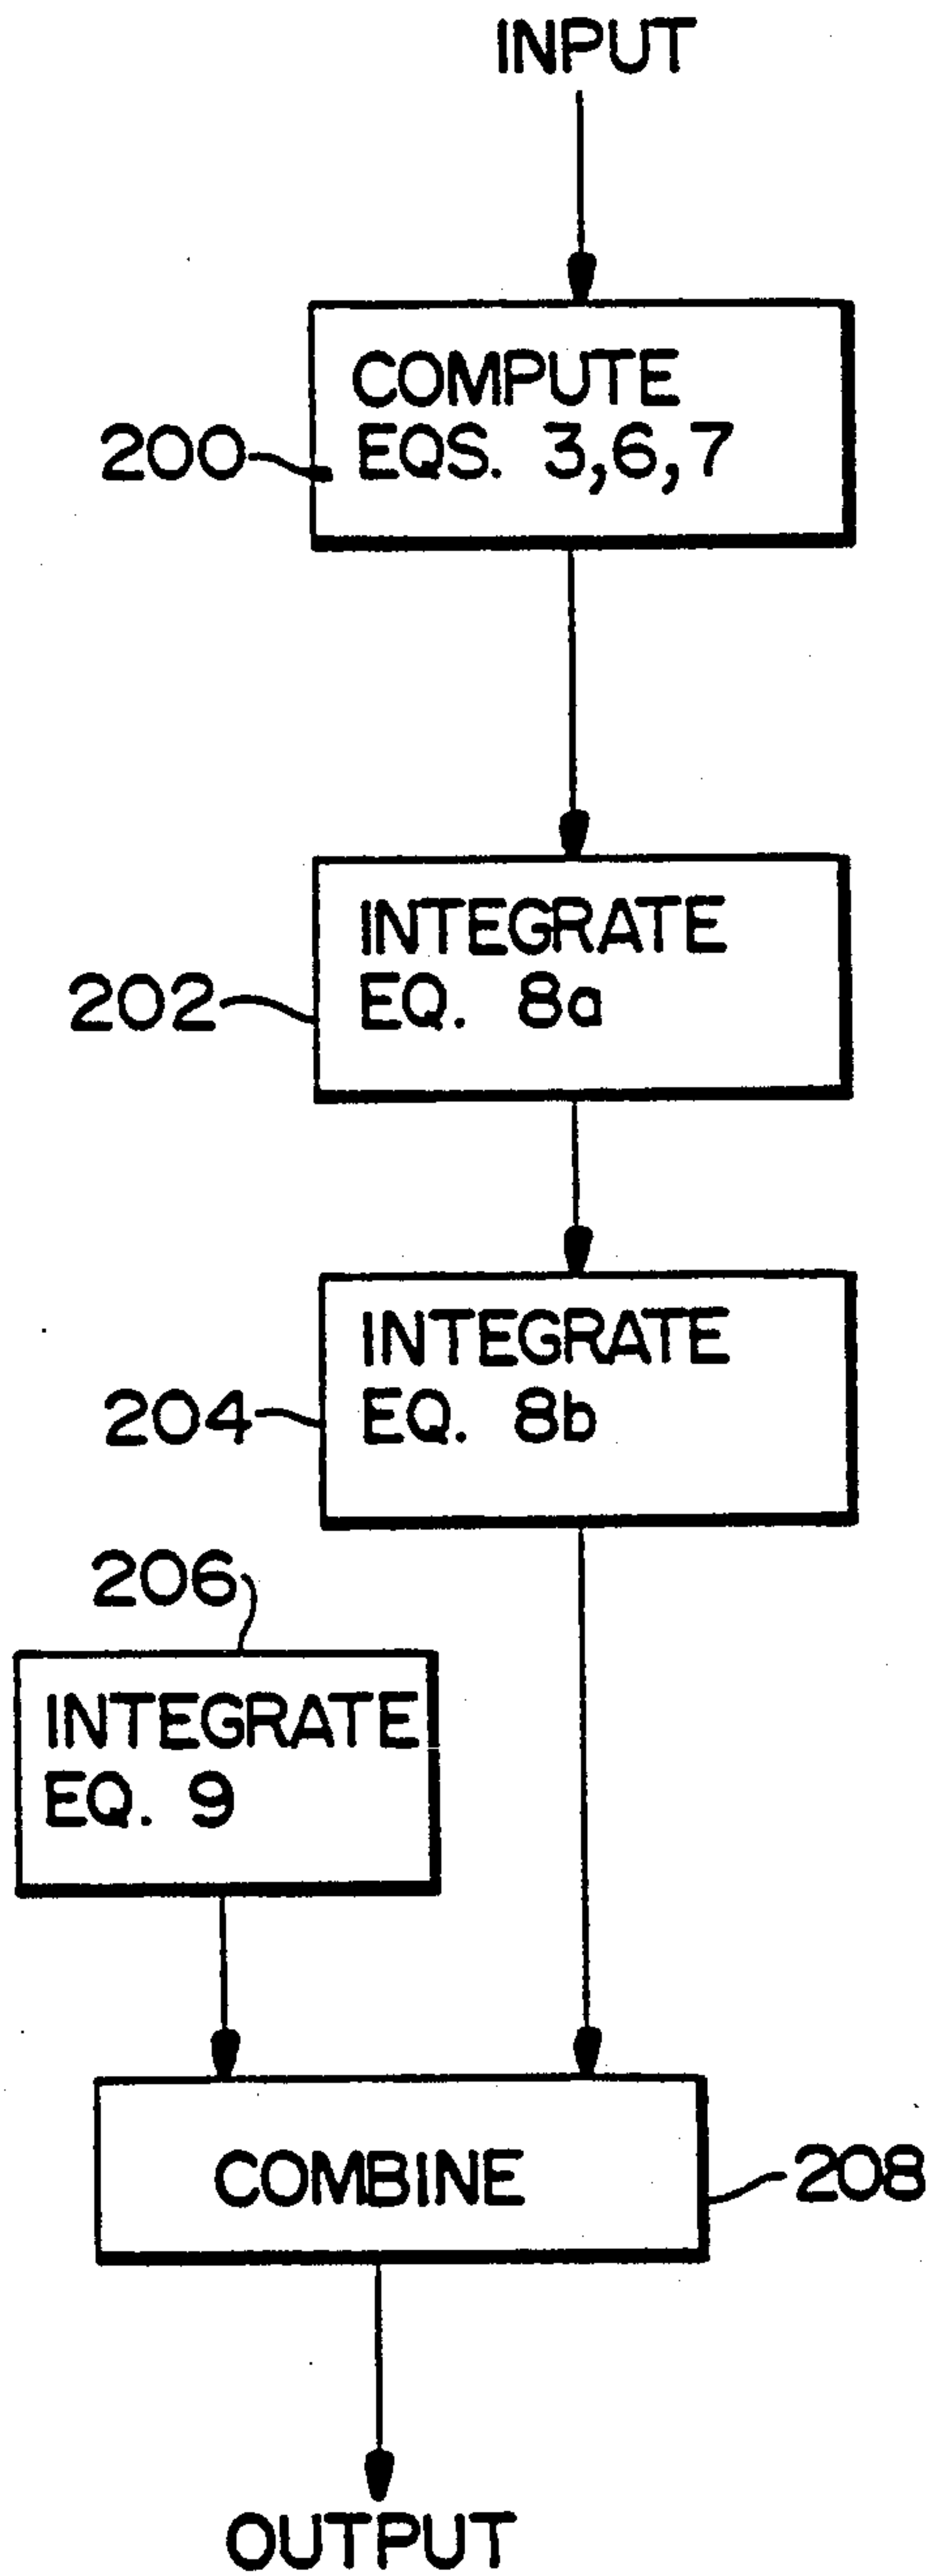 INPUT
COMPUTE
200 EQS. 3,6,7
INTEGRATE
202 EQ. 8a
INTEGRATE
204 EQ. 8b
206
INTEGRATE
EQ. 9
COMBINE 208
OUTPUT